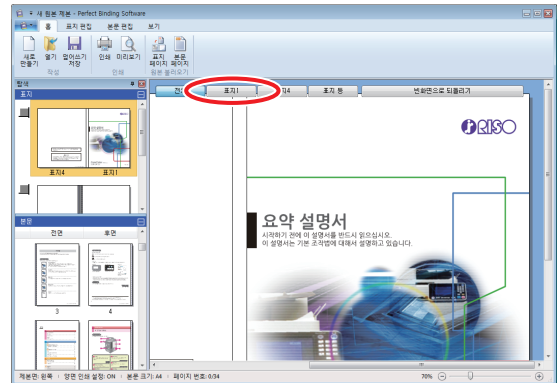 새 원본 제본 - Perfect Binding Software
홈 표지 편집 본문 편집 보기
새로 만들기
열기
덮어쓰기 저장
인쇄
미리보기
표지 페이지
본문 페이지
작성 인쇄 원본 불러오기
탐색
표지
표지4 표지1
본문
전면 후면
3 4
표지1 표지 등 반화면으로 되돌리기
RISO
요약 설명서
시작하기 전에 이 설명서를 반드시 읽으십시오.
이 설명서는 기본 조작법에 대해서 설명하고 있습니다.
제본면: 왼쪽 양면 인쇄 설정: ON 본문 크기: A4 페이지 번호: 0/34 70%